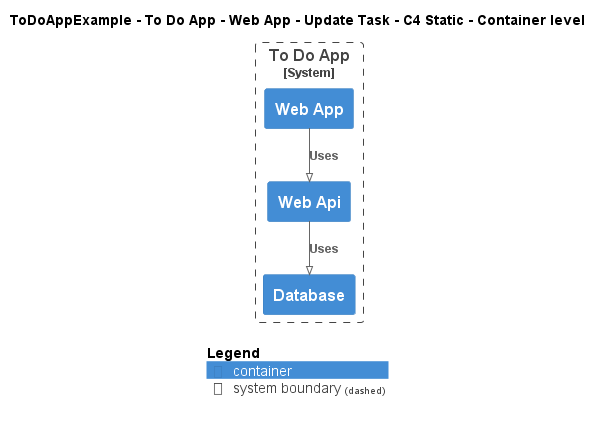 ToDoAppExample - To Do App - Web App - Update Task - C4 Static - Container level
To Do App
[System]
Web App
Uses
Web Api
Uses
Database
Legend
container
system boundary (dashed)